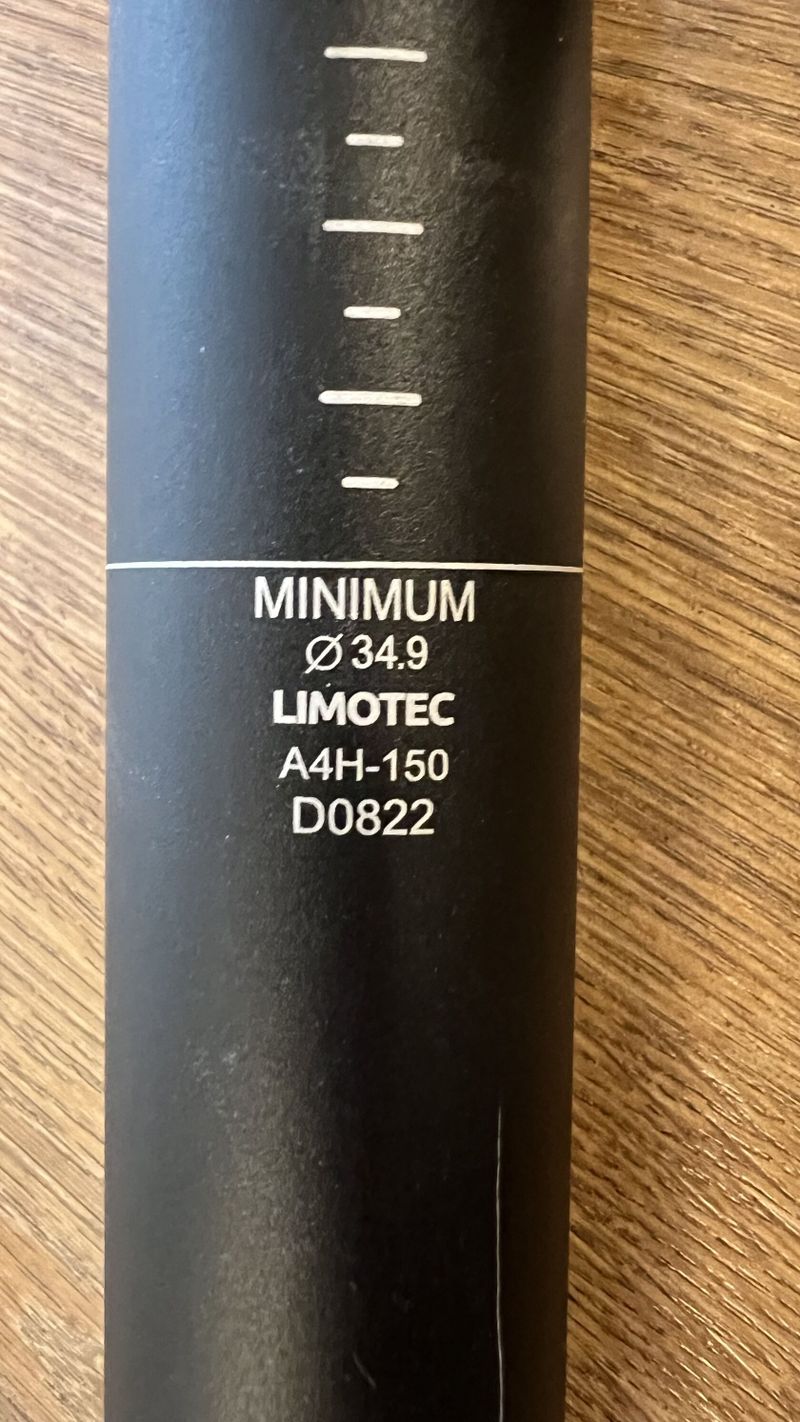 MINIMUM
Ø 34.9
LIMOTEC
A4H-150
D0822